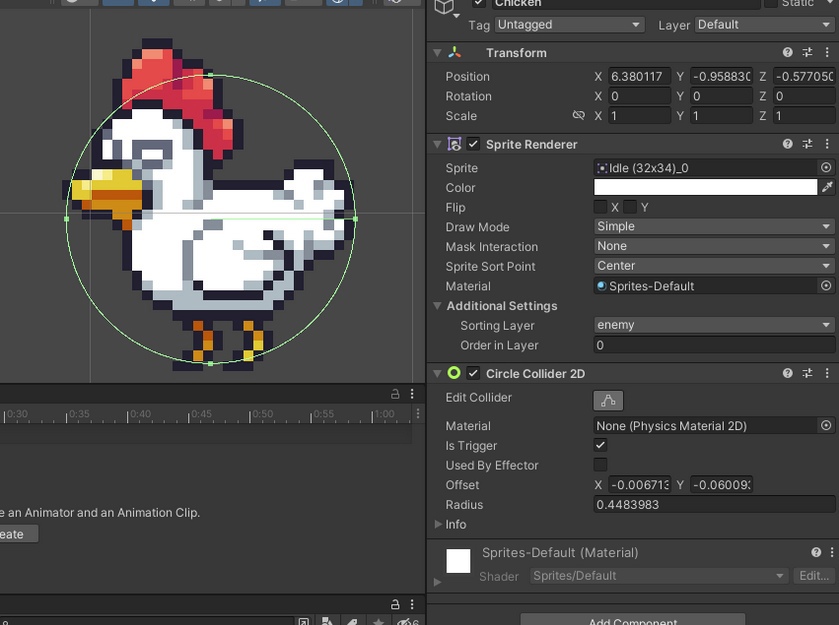 Chicken
Static
Tag Untagged Layer Default
Transform
Position X 6.380117 Y -0.95883 Z -0.57705
Rotation X 0 Y 0 Z 0
Scale X 1 Y 1 Z 1
Sprite Renderer
Sprite Idle (32x34)_0
Color
Flip X Y
Draw Mode Simple
Mask Interaction None
Sprite Sort Point Center
Material Sprites-Default
Additional Settings
Sorting Layer enemy
Order in Layer 0
Circle Collider 2D
Edit Collider
Material None (Physics Material 2D)
Is Trigger
Used By Effector
Offset X -0.006713 Y -0.06009
Radius 0.4483983
Info
Sprites-Default (Material)
Shader Sprites/Default Edit...
Add Component
0:30 0:35 0:40 0:45 0:50 0:55 1:00
e an Animator and an Animation Clip.
eate
6